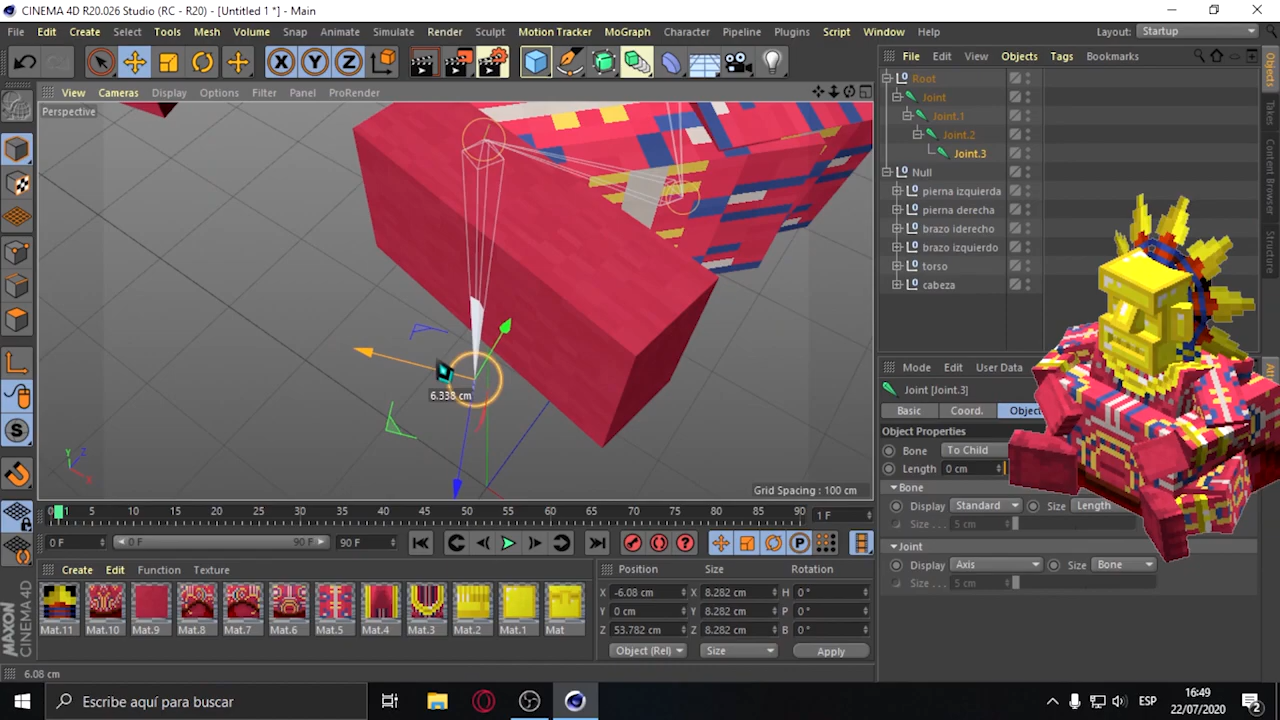 CINEMA 4D R20.026 Studio (RC - R20) - [Untitled 1 *] - Main
File Edit Create Select Tools Mesh Volume Snap Animate Simulate Render Sculpt Motion Tracker MoGraph Character Pipeline Plugins Script Window Help Layout: Startup
File Edit View Objects Tags Bookmarks
View Cameras Display Options Filter Panel ProRender
Perspective
Root
Joint
Joint.1
Joint.2
Joint.3
Null
pierna izquierda
pierna derecha
brazo iderecho
brazo izquierdo
torso
cabeza
Objects
Takes
Content Browser
Structure
6.338 cm
Grid Spacing : 100 cm
Mode Edit User Data
Joint [Joint.3]
Basic Coord. Object
Object Properties
Bone To Child
Length 0 cm
Bone
Display Standard Size Length
Size . . . 5 cm
Joint
Display Axis Size Bone
Size . . . 5 cm
0 5 10 15 20 25 30 35 40 45 50 55 60 65 70 75 80 85 90 1 F
0 F 0 F 90 F 90 F
Create Edit Function Texture
Mat.11 Mat.10 Mat.9 Mat.8 Mat.7 Mat.6 Mat.5 Mat.4 Mat.3 Mat.2 Mat.1 Mat
Position Size Rotation
X -6.08 cm X 8.282 cm H 0 °
Y 0 cm Y 8.282 cm P 0 °
Z 53.782 cm Z 8.282 cm B 0 °
Object (Rel) Size Apply
MAXON CINEMA 4D
6.08 cm
Escribe aquí para buscar
ESP
16:49
22/07/2020
2